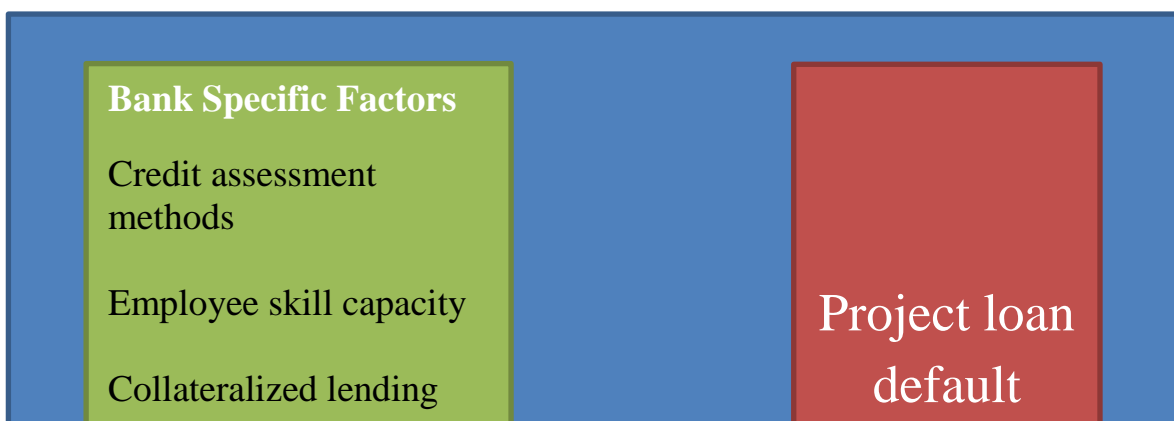 Bank Specific Factors
Credit assessment
methods
Employee skill capacity
Collateralized lending
Project loan
default